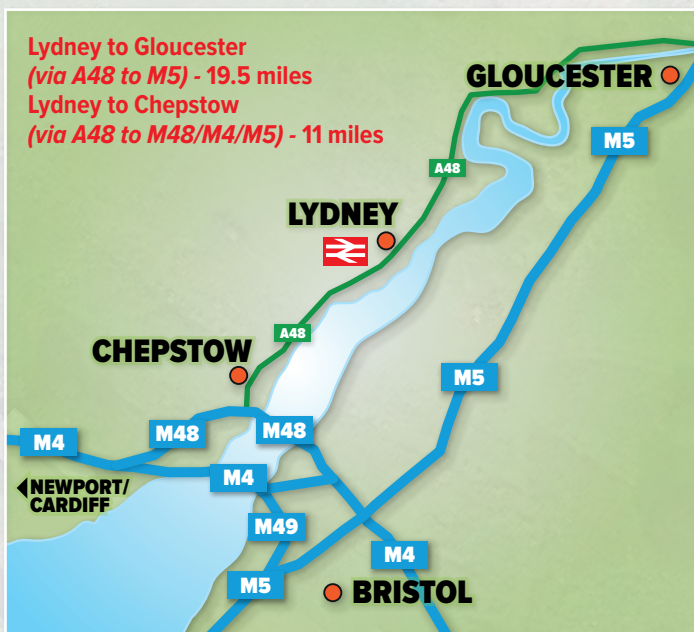 Lydney to Gloucester
(via A48 to M5) - 19.5 miles
Lydney to Chepstow
(via A48 to M48/M4/M5) - 11 miles
GLOUCESTER
M5
A48
LYDNEY
A48
CHEPSTOW
M5
M48
M48
M4
M4
NEWPORT/
CARDIFF
M49
M4
M5
BRISTOL